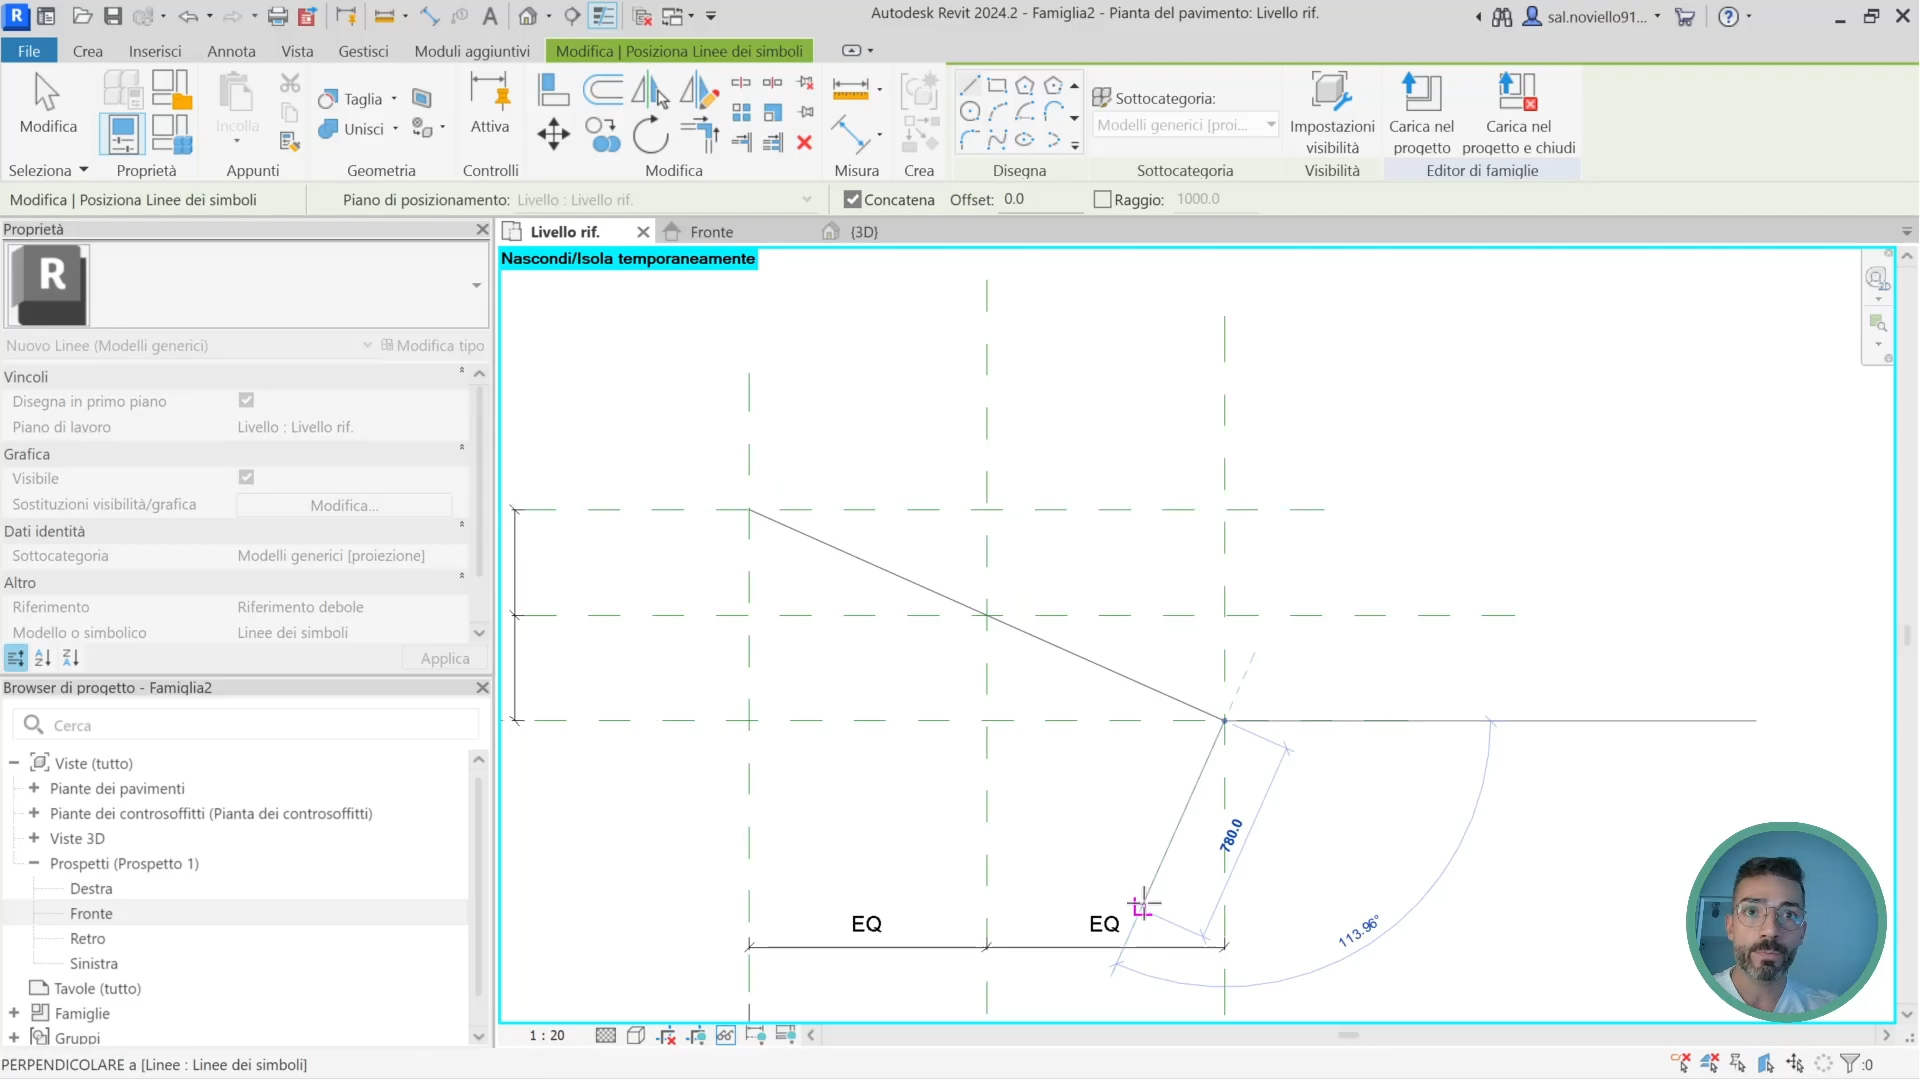 Autodesk Revit 2024.2 - Famiglia2 - Pianta del pavimento: Livello rif.
sal.noviello91...
File
Crea
Inserisci
Annota
Vista
Gestisci
Moduli aggiuntivi
Modifica | Posiziona Linee dei simboli
Modifica
Incolla
Taglia
Unisci
Attiva
Sottocategoria:
Modelli generici [proi...
Impostazioni visibilità
Carica nel progetto
Carica nel progetto e chiudi
Seleziona
Proprietà
Appunti
Geometria
Controlli
Modifica
Misura
Crea
Disegna
Sottocategoria
Visibilità
Editor di famiglie
Modifica | Posiziona Linee dei simboli
Piano di posizionamento:
Livello : Livello rif.
Concatena
Offset:
0.0
Raggio:
1000.0
Proprietà
R
Nuovo Linee (Modelli generici)
Modifica tipo
Vincoli
Disegna in primo piano
Piano di lavoro
Livello : Livello rif.
Grafica
Visibile
Sostituzioni visibilità/grafica
Modifica...
Dati identità
Sottocategoria
Modelli generici [proiezione]
Altro
Riferimento
Riferimento debole
Modello o simbolico
Linee dei simboli
Applica
Browser di progetto - Famiglia2
Cerca
Viste (tutto)
Piante dei pavimenti
Piante dei controsoffitti (Pianta dei controsoffitti)
Viste 3D
Prospetti (Prospetto 1)
Destra
Fronte
Retro
Sinistra
Tavole (tutto)
Famiglie
Gruppi
Livello rif.
Fronte
{3D}
Nascondi/Isola temporaneamente
780.0
113.96°
EQ
EQ
1 : 20
PERPENDICOLARE a [Linee : Linee dei simboli]
:0